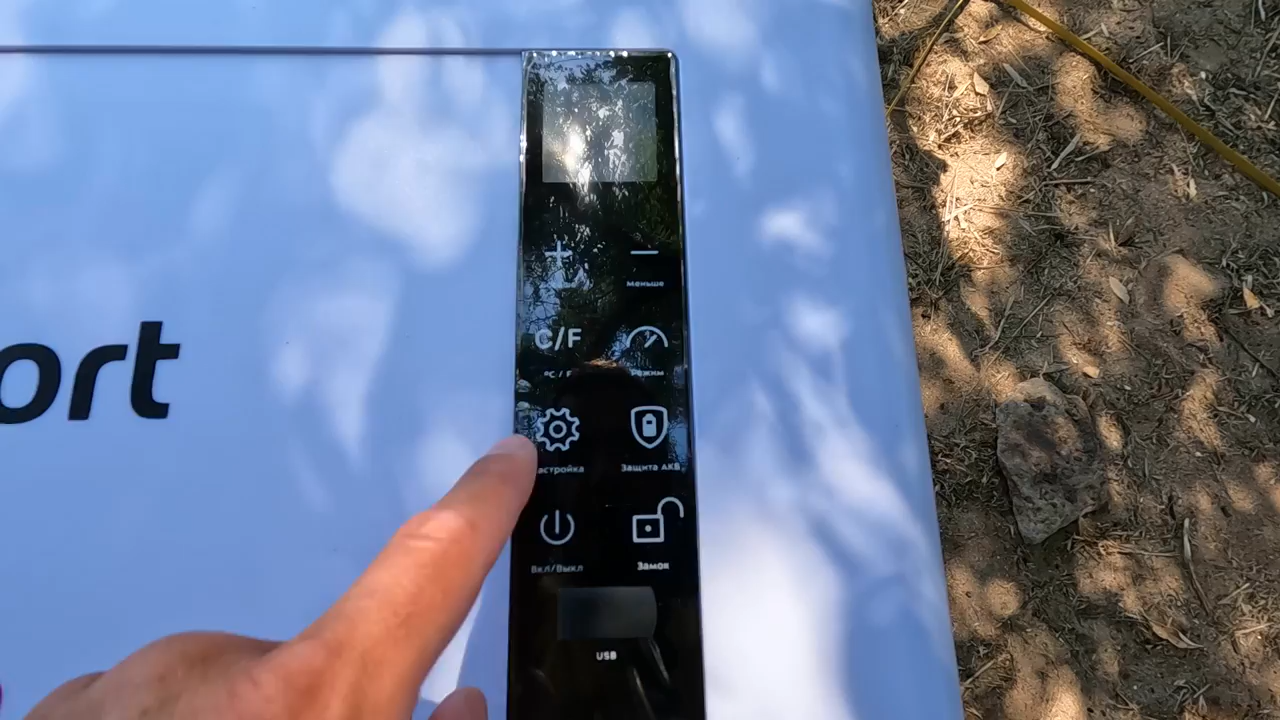 ort
+ —
Меньше
C/F
°C / F Режим
астройка Защита АКБ
Вкл/Выкл Замок
USB